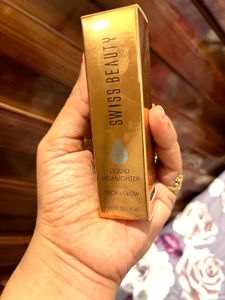 SWISS BEAUTY
LIQUID
HIGHLIGHTER
DROP & GLOW